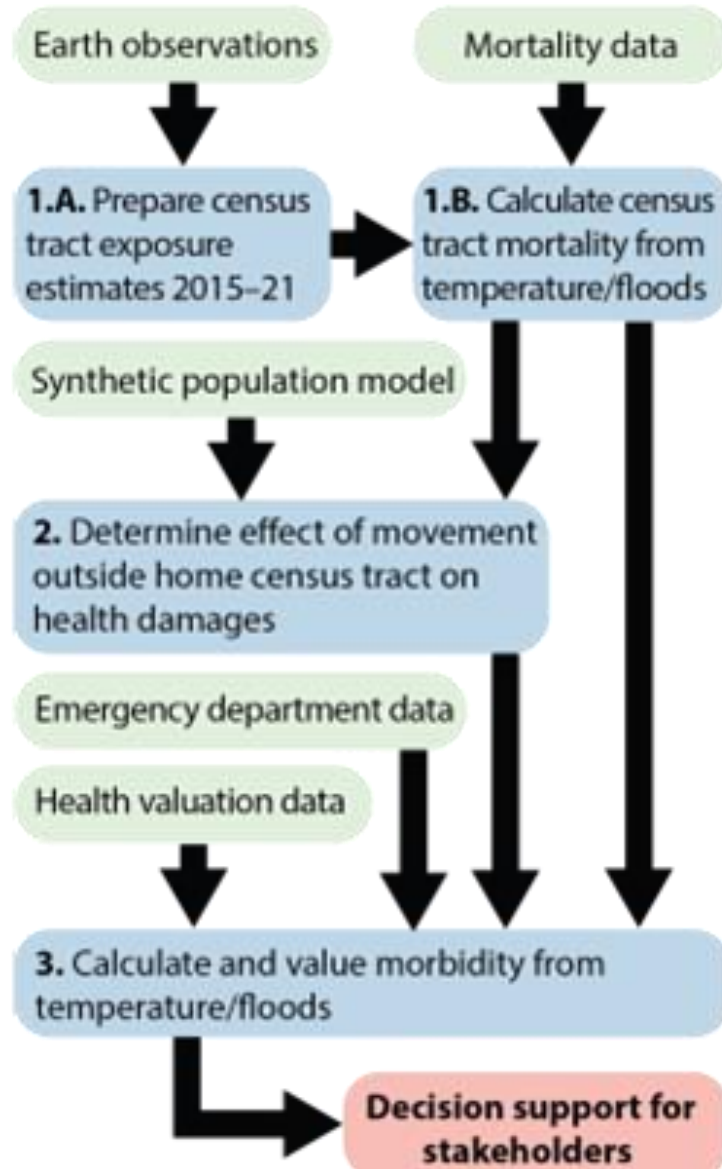 Earth observations
Mortality data
1.A. Prepare census
tract exposure
estimates 2015–21
1.B. Calculate census
tract mortality from
temperature/floods
Synthetic population model
2. Determine effect of movement
outside home census tract on
health damages
Emergency department data
Health valuation data
3. Calculate and value morbidity from
temperature/floods
Decision support for
stakeholders